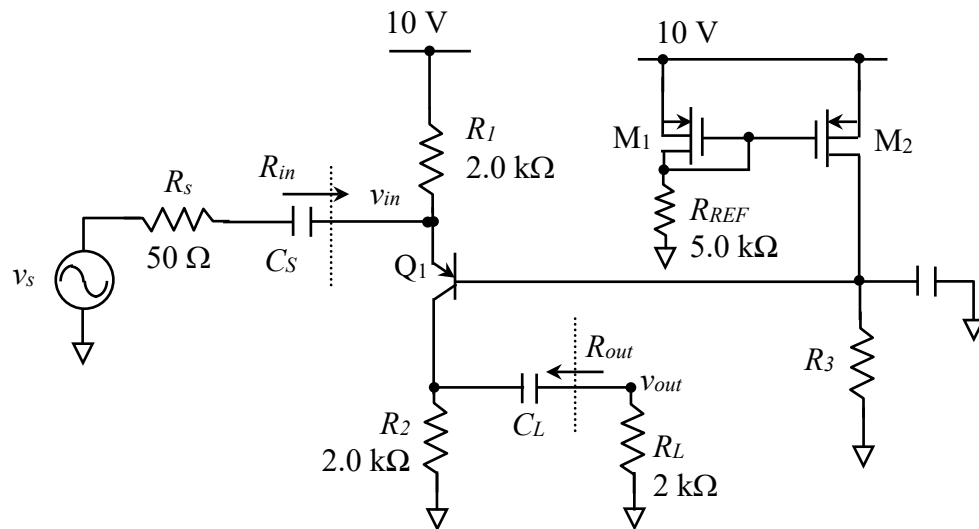 10 V
10 V
R1
2.0 kΩ
M1
M2
Rin
vin
Rs
50 Ω
CS
vs
RREF
5.0 kΩ
Q1
Rout
vout
R3
CL
R2
2.0 kΩ
RL
2 kΩ